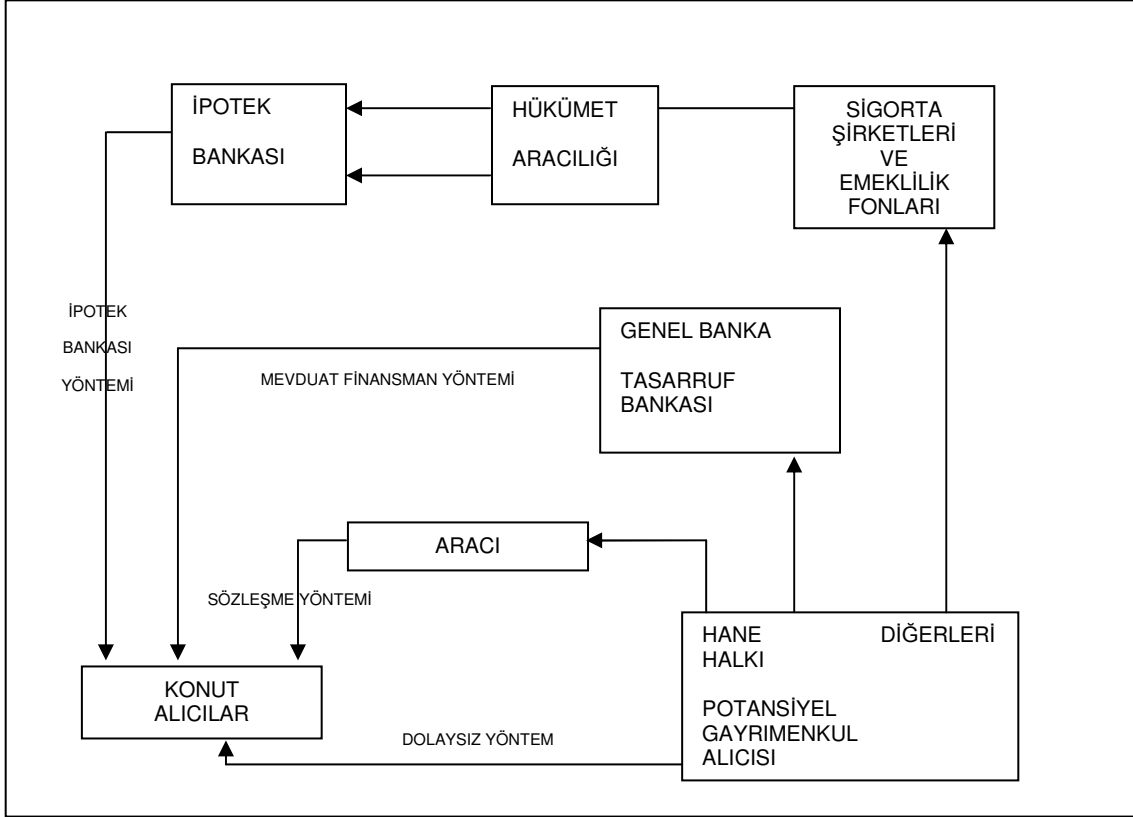 İPOTEK
BANKASI
HÜKÜMET
ARACILIĞI
SİGORTA
ŞİRKETLERİ
VE
EMEKLİLİK
FONLARI
İPOTEK
BANKASI
YÖNTEMİ
MEVDUAT FİNANSMAN YÖNTEMİ
GENEL BANKA
TASARRUF
BANKASI
ARACI
SÖZLEŞME YÖNTEMİ
KONUT
ALICILAR
DOLAYSIZ YÖNTEM
HANE
HALKI
DİĞERLERİ
POTANSİYEL
GAYRIMENKUL
ALICISI